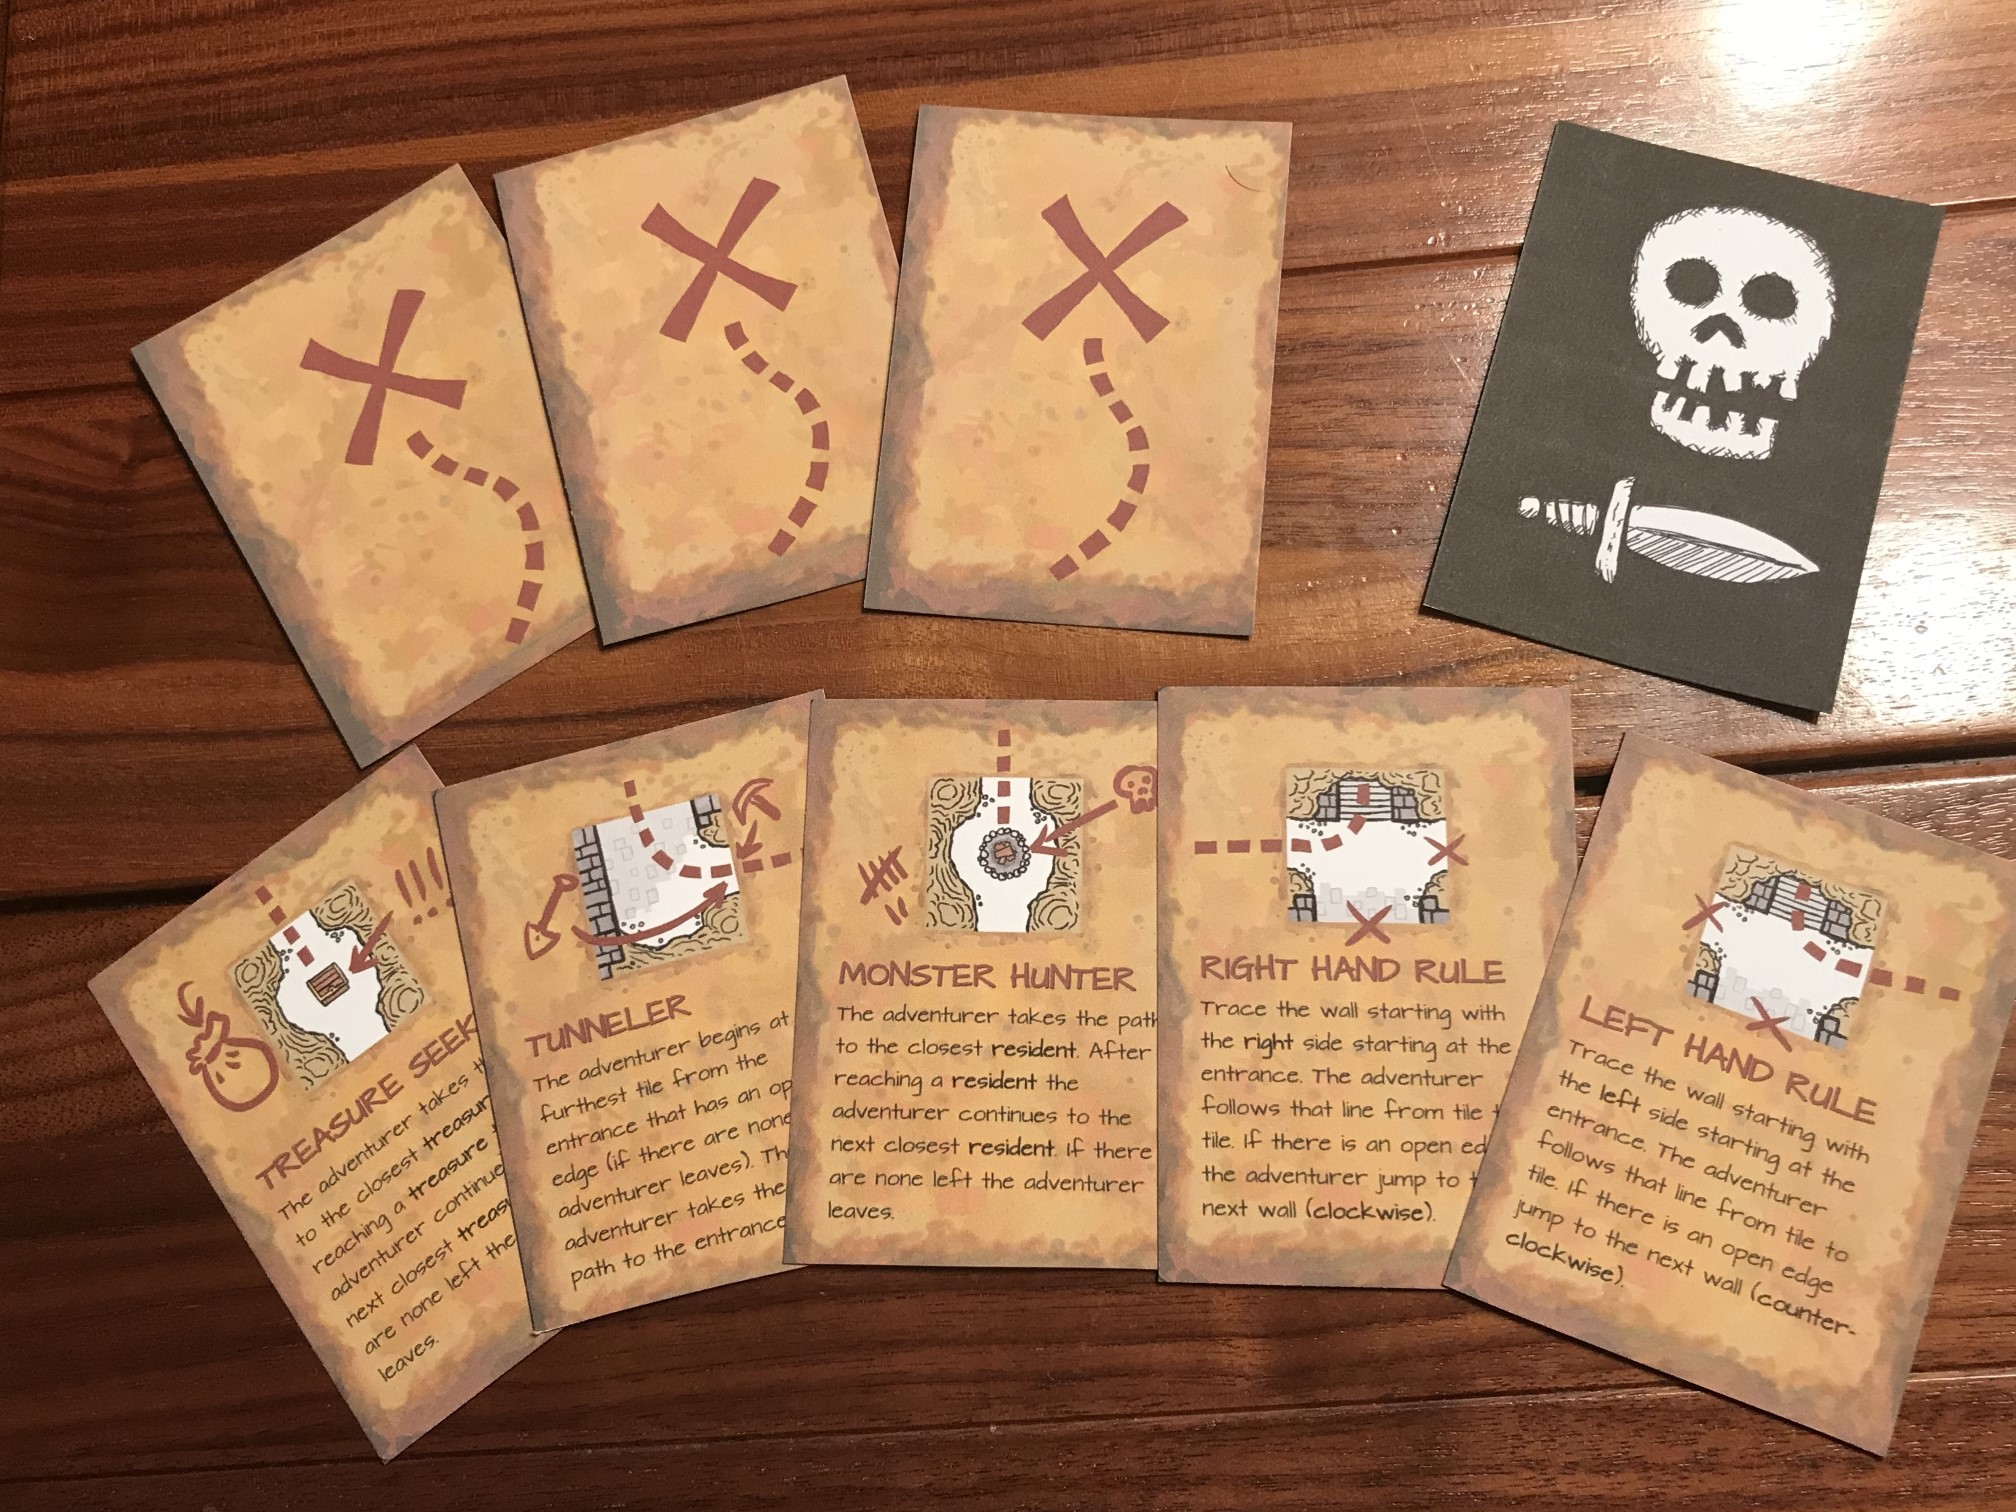 TREASURE SEEK
The adventurer takes
to the closest treasur
reaching a treasure
adventurer continue
next closest treasu
are none left the
leaves.
TUNNELER
The adventurer begins at
furthest tile from the
entrance that has an op
edge (if there are none
adventurer leaves). Th
adventurer takes the
path to the entrance
MONSTER HUNTER
The adventurer takes the path
to the closest resident. After
reaching a resident the
adventurer continues to the
next closest resident. If there
are none left the adventurer
leaves.
RIGHT HAND RULE
Trace the wall starting with
the right side starting at the
entrance. The adventurer
follows that line from tile t
tile. If there is an open ed
the adventurer jump to t
next wall (clockwise).
LEFT HAND RULE
Trace the wall starting with
the left side starting at the
entrance. The adventurer
follows that line from tile to
tile. If there is an open edge
jump to the next wall (counter-
clockwise).